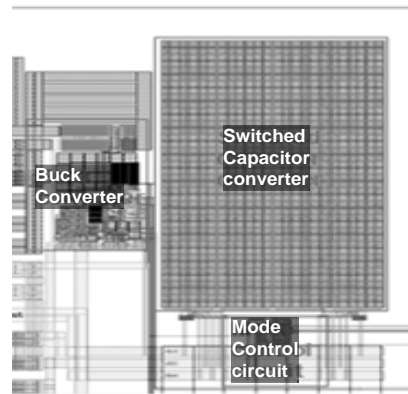 Switched
Capacitor
converter
Buck
Converter
Mode
Control
circuit